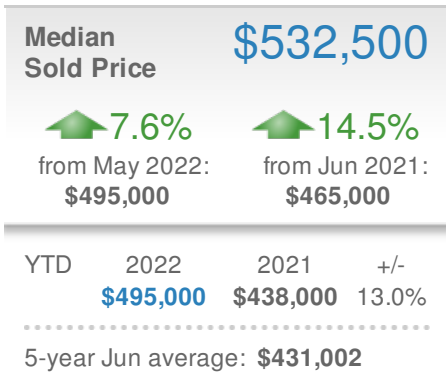 Median
Sold Price
$532,500
7.6%
14.5%
from May 2022:
from Jun 2021:
$495,000
$465,000
YTD 2022 2021 +/-
$495,000 $438,000 13.0%
5-year Jun average: $431,002